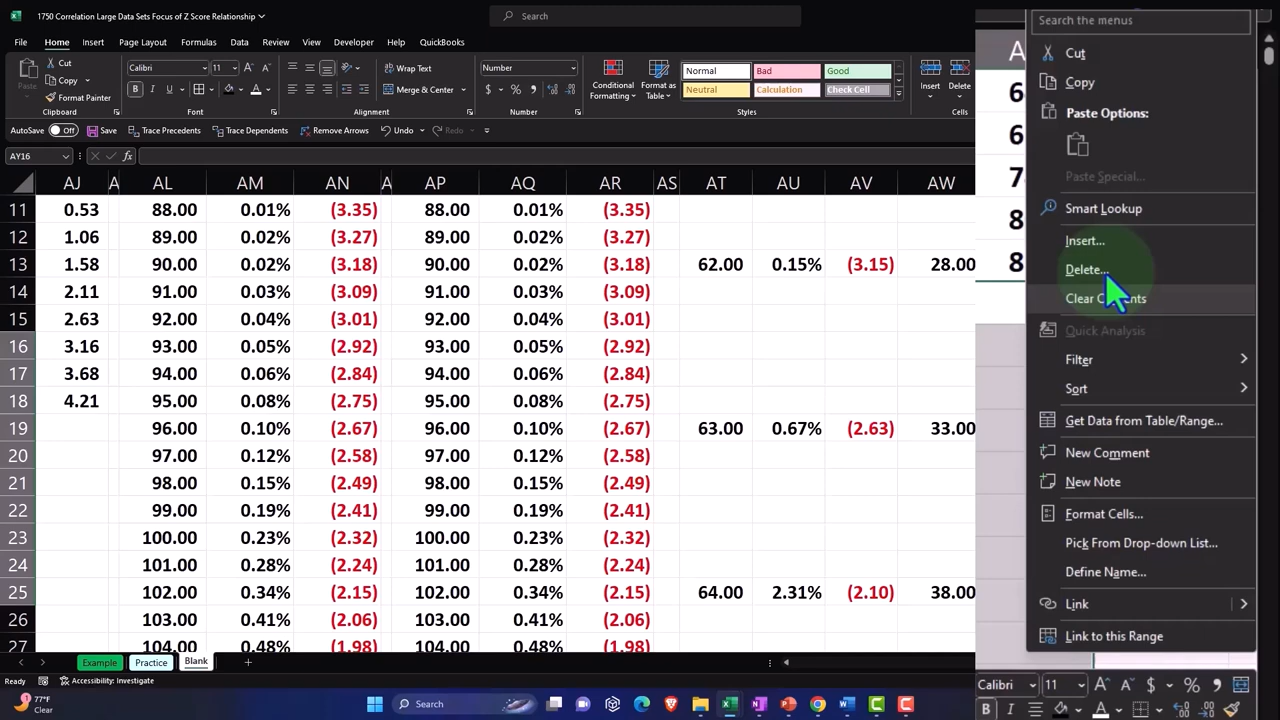 1750 Correlation Large Data Sets Focus of Z Score Relationship
Search
File Home Insert Page Layout Formulas Data Review View Developer Help QuickBooks
Paste
Cut
Copy
Format Painter
Clipboard
Calibri 11
Font
Wrap Text
Merge & Center
Alignment
Number
Number
Conditional Formatting
Format as Table
Normal Bad Good
Neutral Calculation Check Cell
Styles
Insert Delete
Cells
AutoSave Off Save Trace Precedents Trace Dependents Remove Arrows Undo Redo
AY16
AJ A AL AM AN A AP AQ AR AS AT AU AV AW
11 0.53 88.00 0.01% (3.35) 88.00 0.01% (3.35)
12 1.06 89.00 0.02% (3.27) 89.00 0.02% (3.27)
13 1.58 90.00 0.02% (3.18) 90.00 0.02% (3.18) 62.00 0.15% (3.15) 28.00
14 2.11 91.00 0.03% (3.09) 91.00 0.03% (3.09)
15 2.63 92.00 0.04% (3.01) 92.00 0.04% (3.01)
16 3.16 93.00 0.05% (2.92) 93.00 0.05% (2.92)
17 3.68 94.00 0.06% (2.84) 94.00 0.06% (2.84)
18 4.21 95.00 0.08% (2.75) 95.00 0.08% (2.75)
19 96.00 0.10% (2.67) 96.00 0.10% (2.67) 63.00 0.67% (2.63) 33.00
20 97.00 0.12% (2.58) 97.00 0.12% (2.58)
21 98.00 0.15% (2.49) 98.00 0.15% (2.49)
22 99.00 0.19% (2.41) 99.00 0.19% (2.41)
23 100.00 0.23% (2.32) 100.00 0.23% (2.32)
24 101.00 0.28% (2.24) 101.00 0.28% (2.24)
25 102.00 0.34% (2.15) 102.00 0.34% (2.15) 64.00 2.31% (2.10) 38.00
26 103.00 0.41% (2.06) 103.00 0.41% (2.06)
27 104.00 0.48% (1.98) 104.00 0.48% (1.98)
Example Practice Blank
Ready Accessibility: Investigate
77°F
Clear
Search
A
6
6
7
8
8
Search the menus
Cut
Copy
Paste Options:
Paste Special...
Smart Lookup
Insert...
Delete...
Clear
Quick Analysis
Filter
Sort
Get Data from Table/Range...
New Comment
New Note
Format Cells...
Pick From Drop-down List...
Define Name...
Link
Link to this Range
Calibri 11 A A $ % ,
B I A